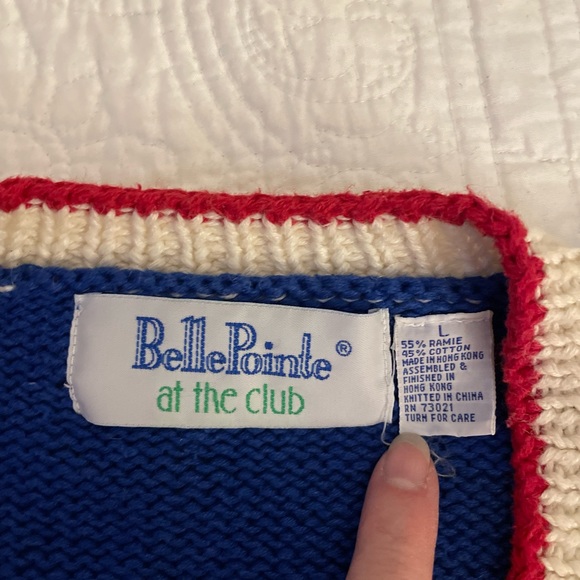 BellePointe®
at the club
L
55% RAMIE
45% COTTON
MADE IN HONG KONG
ASSEMBLED &
FINISHED IN
HONG KONG
KNITTED IN CHINA
RN 73021
TURN FOR CARE